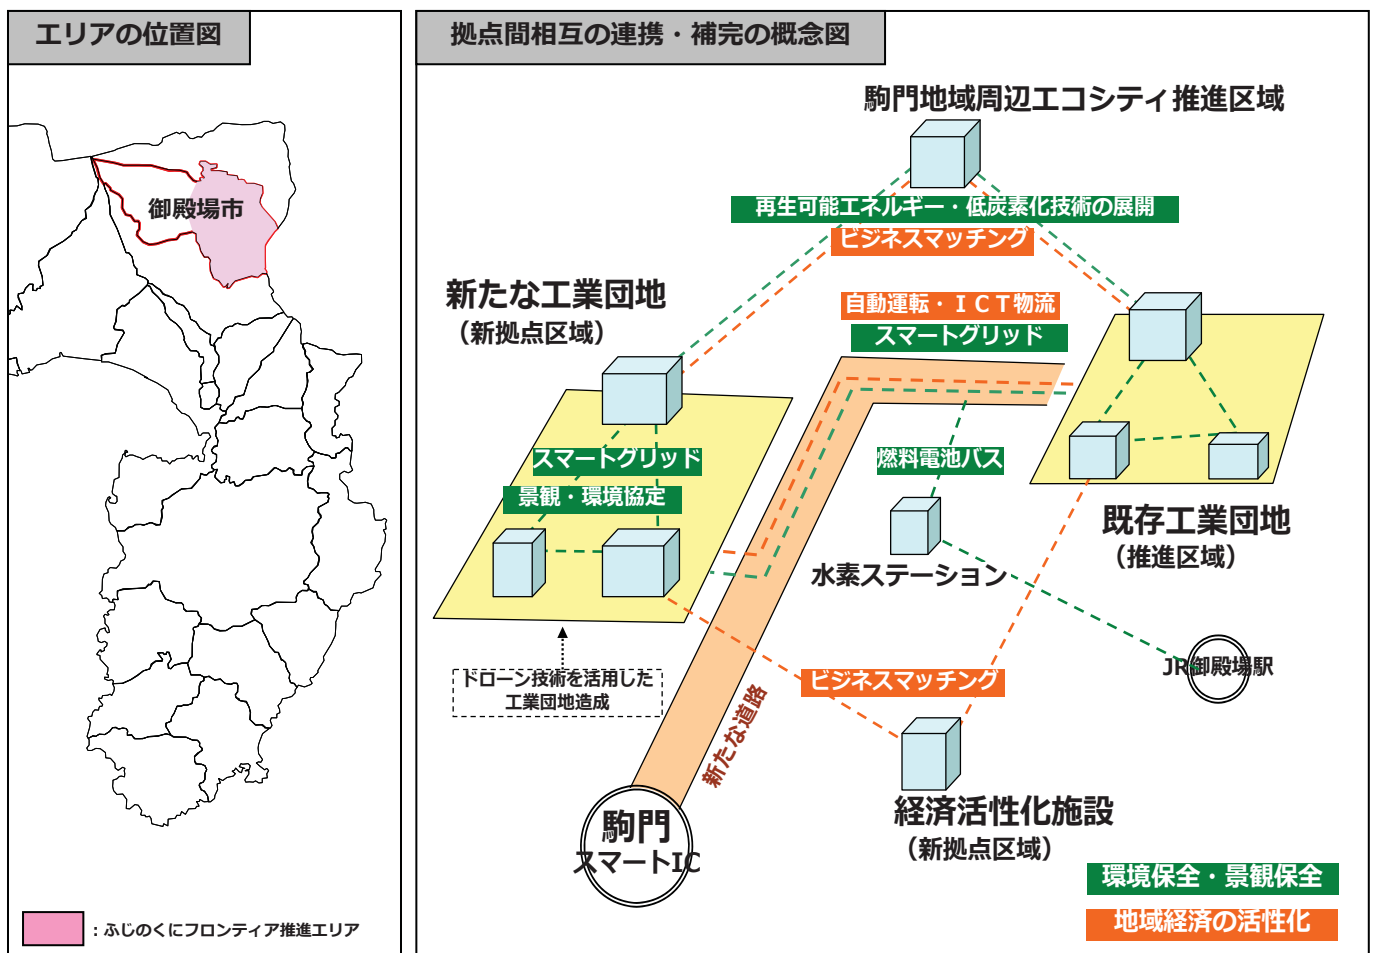 エリアの位置図
御殿場市
：ふじのくにフロンティア推進エリア
拠点間相互の連携・補完の概念図
駒門地域周辺エコシティ推進区域
再生可能エネルギー・低炭素化技術の展開
ビジネスマッチング
新たな工業団地
（新拠点区域）
自動運転・ＩＣＴ物流
スマートグリッド
スマートグリッド
景観・環境協定
燃料電池バス
既存工業団地
（推進区域）
水素ステーション
JR御殿場駅
ドローン技術を活用した
工業団地造成
ビジネスマッチング
新たな道路
経済活性化施設
（新拠点区域）
駒門
スマートIC
環境保全・景観保全
地域経済の活性化